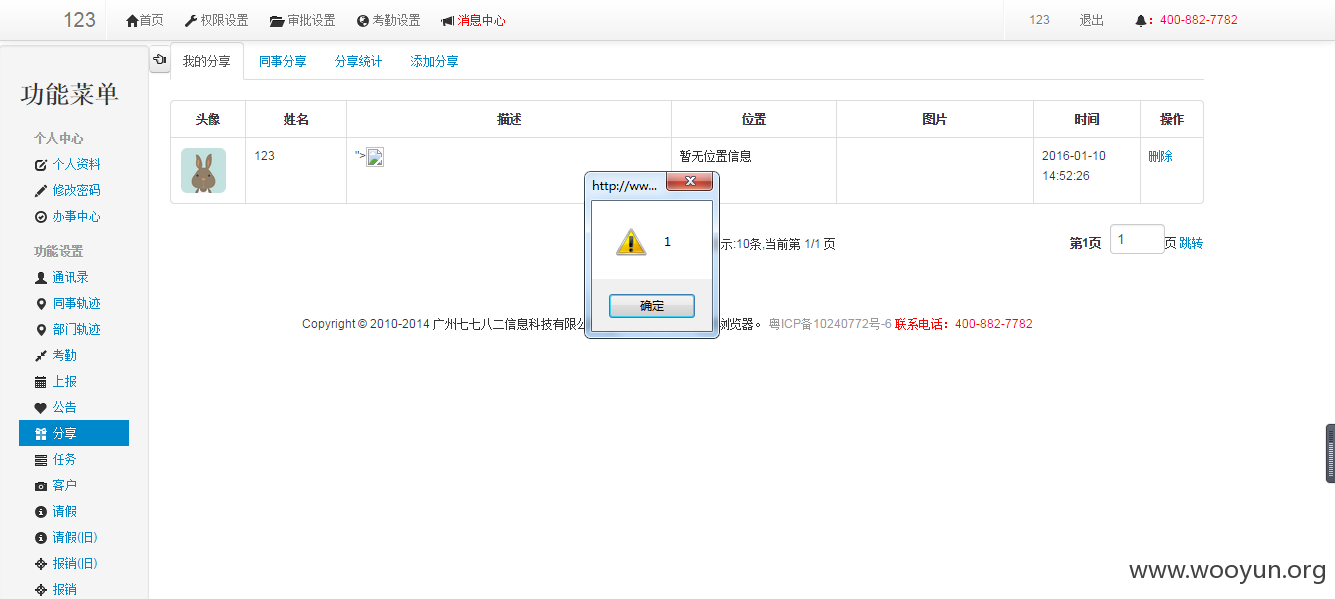 123 首页 权限设置 审批设置 考勤设置 消息中心 123 退出 : 400-882-7782
我的分享 同事分享 分享统计 添加分享
功能菜单
个人中心
个人资料
修改密码
办事中心
功能设置
通讯录
同事轨迹
部门轨迹
考勤
上报
公告
分享
任务
客户
请假
请假(旧)
报销(旧)
报销
头像 姓名 描述 位置 图片 时间 操作
123 "> 暂无位置信息 2016-01-10 删除
14:52:26
http://ww...
1
确定
示:10条,当前第 1/1 页 第1页 1 页 跳转
Copyright © 2010-2014 广州七七八二信息科技有限公 浏览器。 粤ICP备10240772号-6 联系电话：400-882-7782
www.wooyun.org